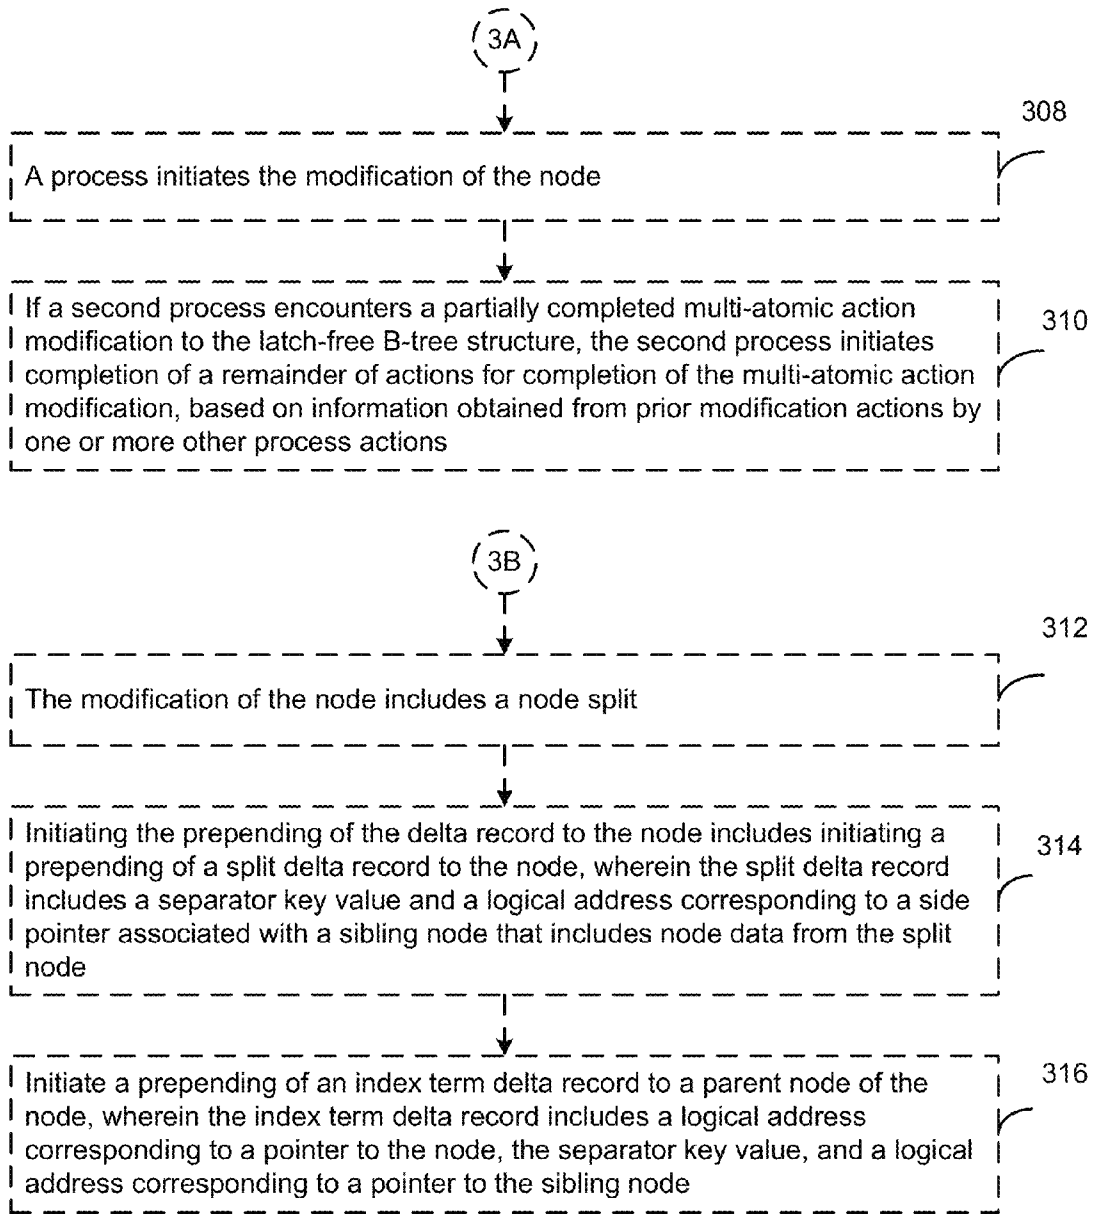 3A
308
A process initiates the modification of the node
If a second process encounters a partially completed multi-atomic action
310
modification to the latch-free B-tree structure, the second process initiates
completion of a remainder of actions for completion of the multi-atomic action
modification, based on information obtained from prior modification actions by
one or more other process actions
3B
312
The modification of the node includes a node split
Initiating the prepending of the delta record to the node includes initiating a
314
prepending of a split delta record to the node, wherein the split delta record
includes a separator key value and a logical address corresponding to a side
pointer associated with a sibling node that includes node data from the split
node
316
Initiate a prepending of an index term delta record to a parent node of the
node, wherein the index term delta record includes a logical address
corresponding to a pointer to the node, the separator key value, and a logical
address corresponding to a pointer to the sibling node